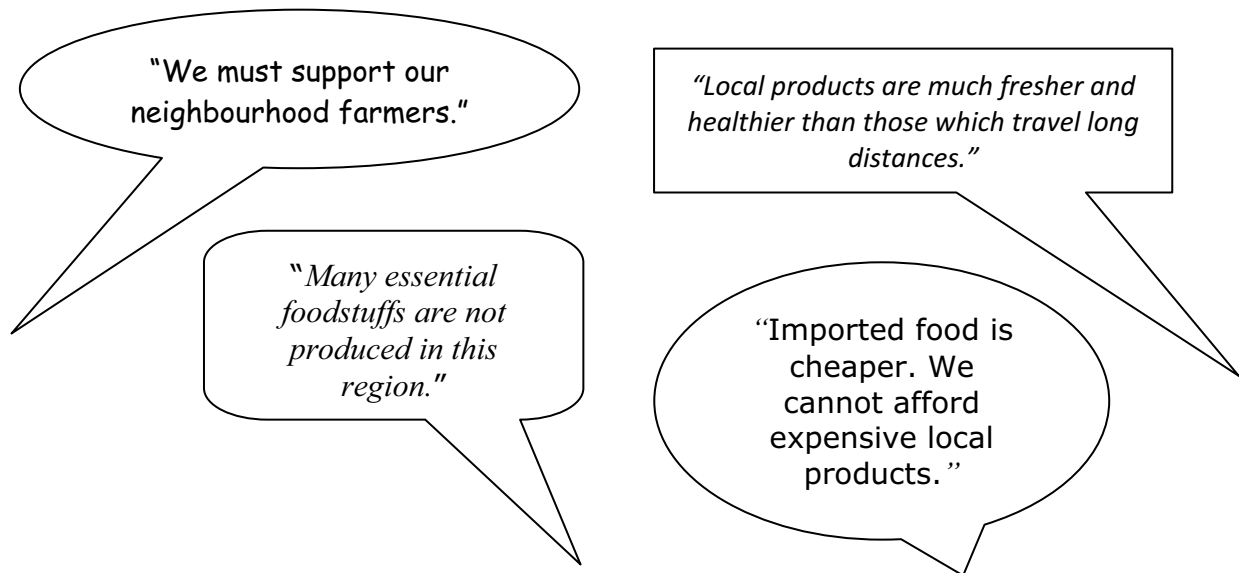 "We must support our
neighbourhood farmers."
"Local products are much fresher and
healthier than those which travel long
distances."
"Many essential
foodstuffs are not
produced in this
region."
"Imported food is
cheaper. We
cannot afford
expensive local
products. "